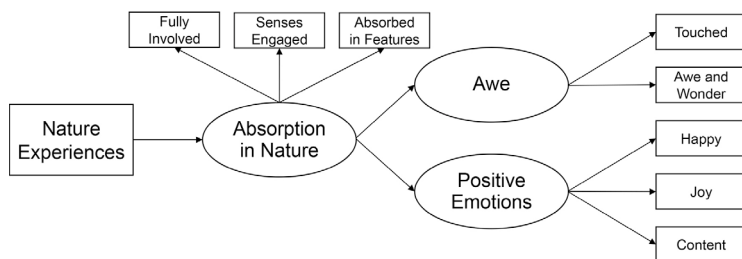 Fully
Involved
Senses
Engaged
Absorbed
in Features
Touched
Awe
Awe and
Wonder
Nature
Experiences
Absorption
in Nature
Happy
Positive
Emotions
Joy
Content